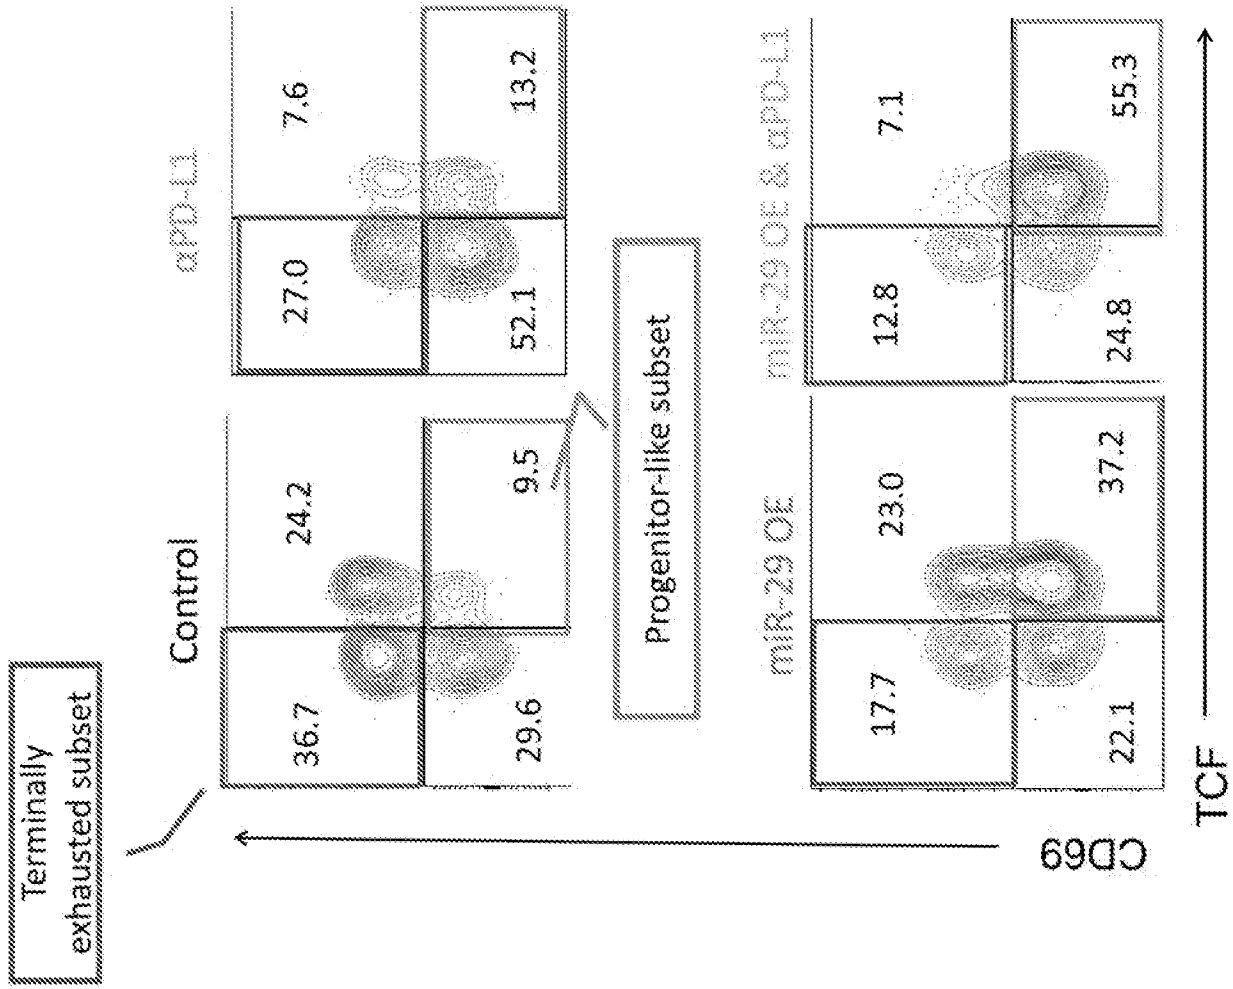 Terminally
exhausted subset
Control
αPD-L1
36.7
24.2
27.0
7.6
29.6
9.5
52.1
13.2
Progenitor-like subset
miR-29 OE
miR-29 OE & αPD-L1
17.7
23.0
12.8
7.1
22.1
37.2
24.8
55.3
CD69
TCF